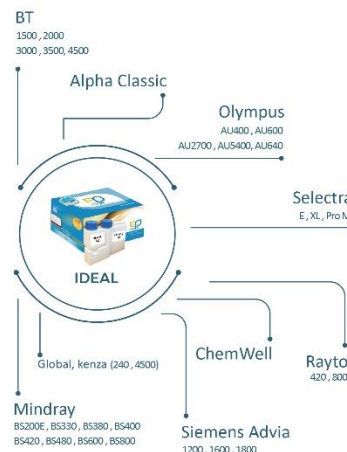 BT
1500 , 2000
3000 , 3500, 4500
Alpha Classic
Olympus
AU400 , AU600
AU2700 , AU5400, AU640
Selectra
E , XL , Pro M
IDEAL
Global, kenza (240 , 4500)
ChemWell
Rayto
420 , 800
Mindray
BS200E , BS330 , BS380 , BS400
BS420 , BS480 , BS600 , BS800
Siemens Advia
1200 , 1600 , 1800